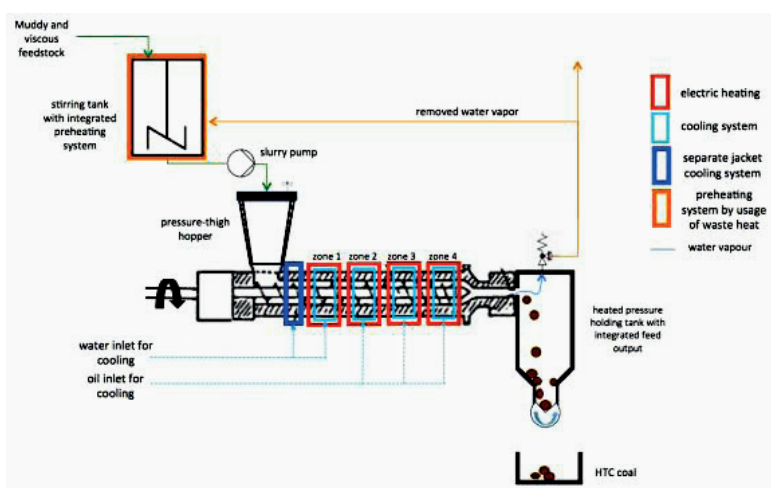 Muddy and
viscous
feedstock
stirring tank
with integrated
preheating
system
removed water vapor
slurry pump
pressure-thigh
hopper
zone 1
zone 2
zone 3
zone 4
electric heating
cooling system
separate jacket
cooling system
preheating
system by usage
of waste heat
water vapour
heated pressure
holding tank with
integrated feed
output
water inlet for
cooling
oil inlet for
cooling
HTC coal